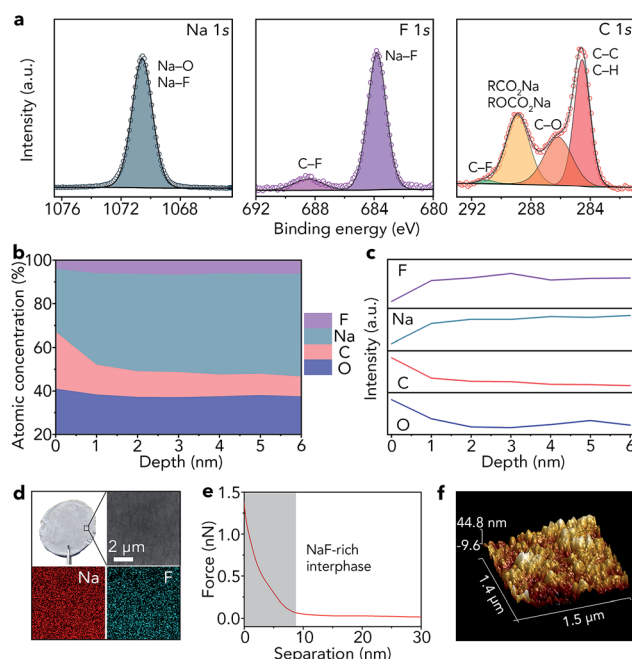 a
Na 1s
Na–O
Na–F
Intensity (a.u.)
1076
1072
1068
F 1s
Na–F
C–F
692
688
684
680
Binding energy (eV)
C 1s
C–C
C–H
RCO2Na
ROCO2Na
C–O
C–F
292
288
284
b
Atomic concentration (%)
100
80
60
40
20
0
1
2
3
4
5
6
Depth (nm)
F
Na
C
O
c
Intensity (a.u.)
F
Na
C
O
0
1
2
3
4
5
6
Depth (nm)
d
2 μm
Na
F
e
Force (nN)
1.5
1.0
0.5
0.0
NaF-rich
interphase
0
10
20
30
Separation (nm)
f
44.8 nm
-9.6
1.4 μm
1.5 μm